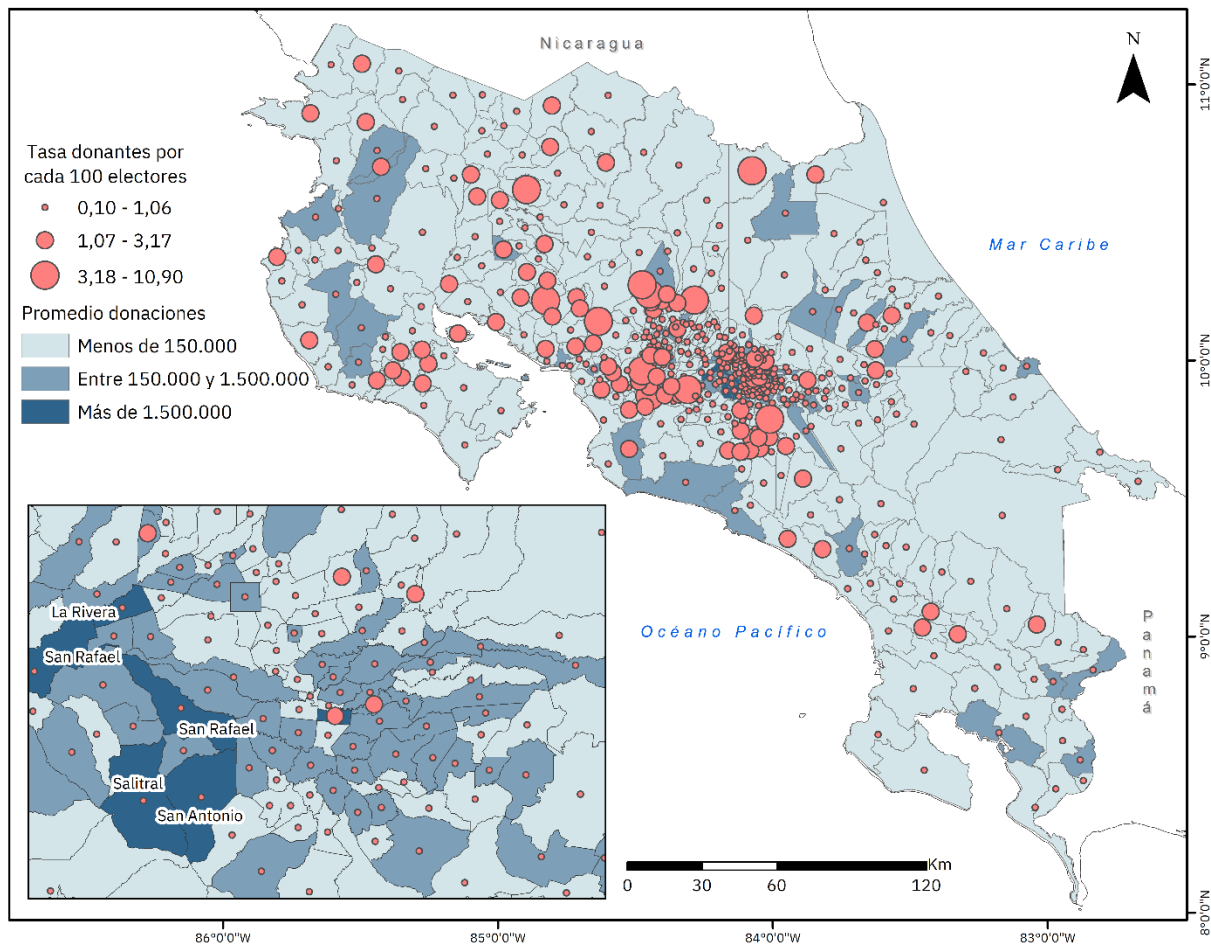 Nicaragua
N
11°0'0"N
Tasa donantes por
cada 100 electores
0,10 - 1,06
1,07 - 3,17
3,18 - 10,90
Promedio donaciones
Menos de 150.000
Entre 150.000 y 1.500.000
Más de 1.500.000
Mar Caribe
10°0'0"N
La Rivera
San Rafael
San Rafael
Salitral
San Antonio
Océano Pacífico
Panamá
9°0'0"N
Km
0 30 60 120
8°0'0"N
86°0'0"W 85°0'0"W 84°0'0"W 83°0'0"W